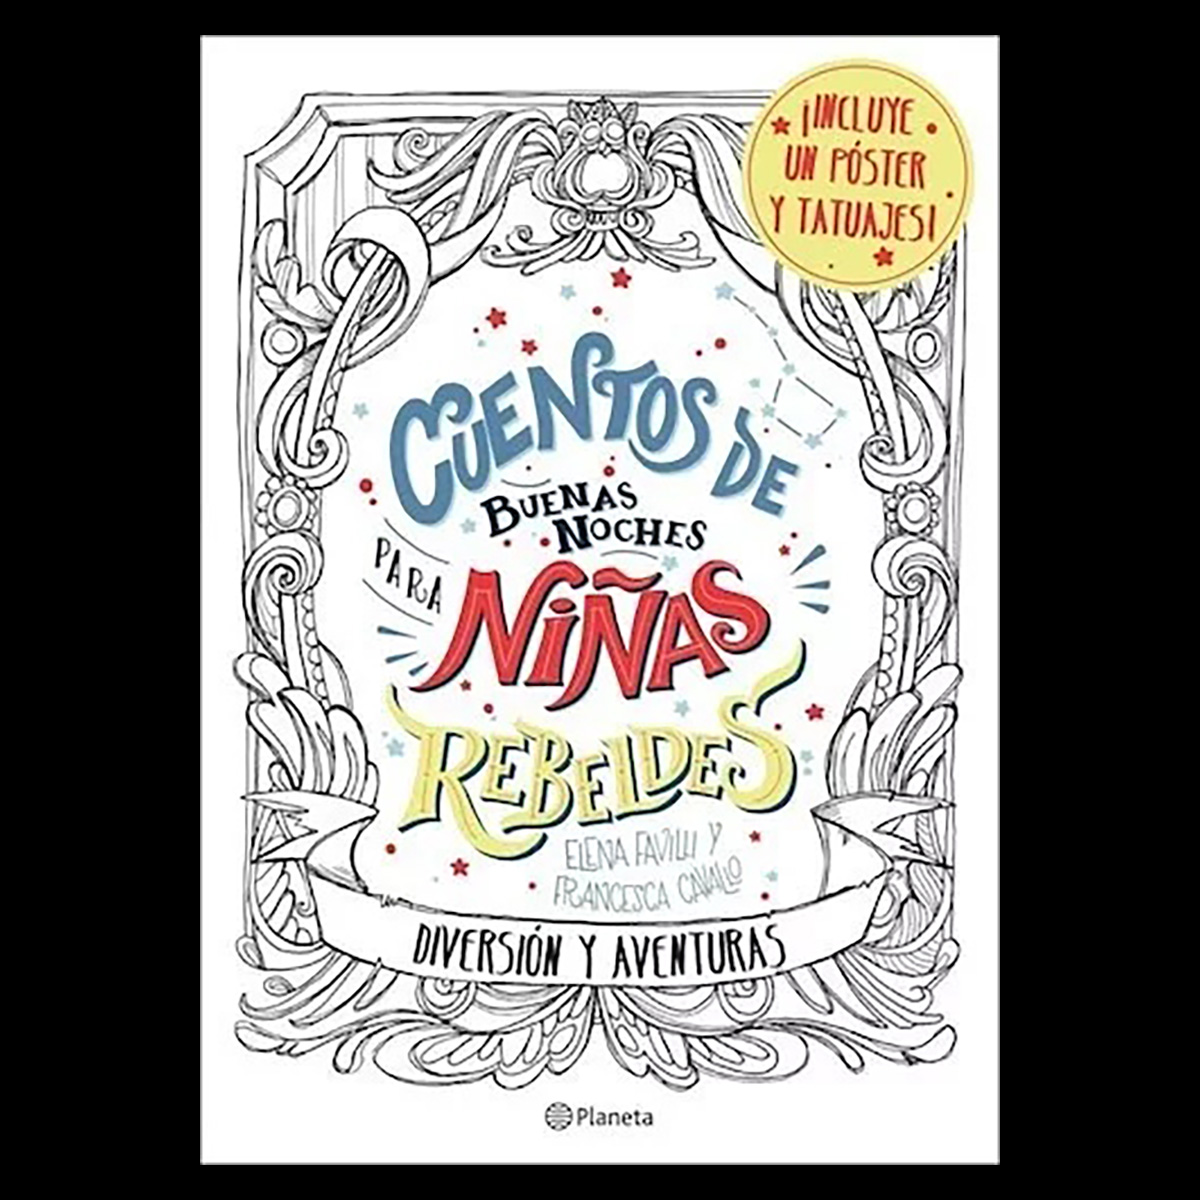 ¡INCLUYE
UN PÓSTER
Y TATUAJES!
CUENTOS DE
BUENAS
NOCHES
PARA
NIÑAS
REBELDES
ELENA FAVILLI Y
FRANCESCA CAVALLO
DIVERSIÓN Y AVENTURAS
Planeta